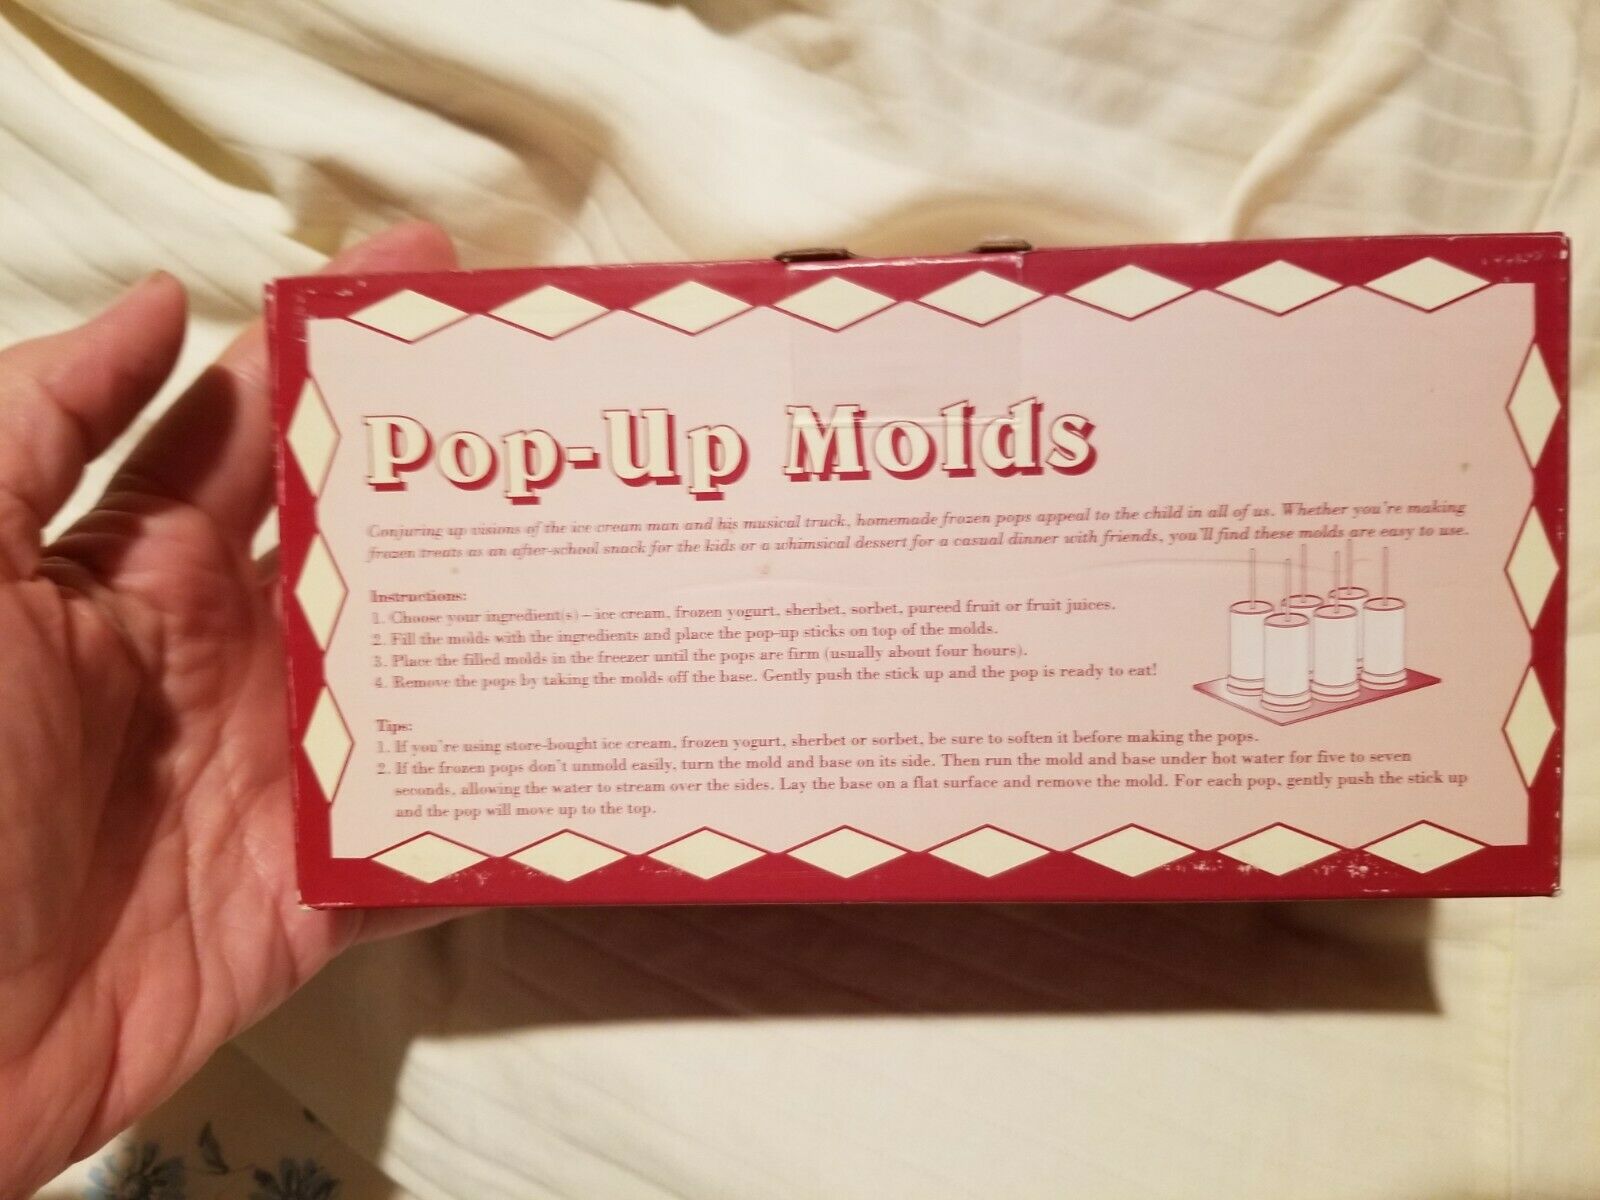 Pop-Up Molds
Conjuring up visions of the ice cream man and his musical truck, homemade frozen pops appeal to the child in all of us. Whether you're making
frozen treats as an after-school snack for the kids or a whimsical dessert for a casual dinner with friends, you'll find these molds are easy to use.
Instructions:
1. Choose your ingredient(s) – ice cream, frozen yogurt, sherbet, sorbet, pureed fruit or fruit juices.
2. Fill the molds with the ingredients and place the pop-up sticks on top of the molds.
3. Place the filled molds in the freezer until the pops are firm (usually about four hours).
4. Remove the pops by taking the molds off the base. Gently push the stick up and the pop is ready to eat!
Tips:
1. If you're using store-bought ice cream, frozen yogurt, sherbet or sorbet, be sure to soften it before making the pops.
2. If the frozen pops don't unmold easily, turn the mold and base on its side. Then run the mold and base under hot water for five to seven
seconds, allowing the water to stream over the sides. Lay the base on a flat surface and remove the mold. For each pop, gently push the stick up
and the pop will move up to the top.